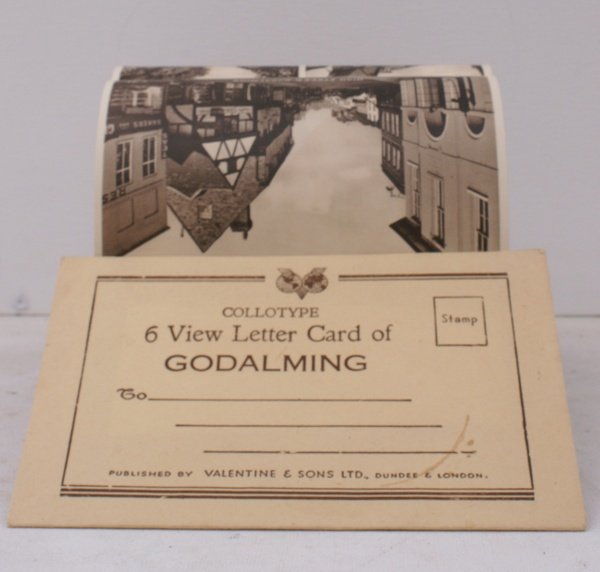 COLLOTYPE
6 View Letter Card of
GODALMING
Stamp
To
PUBLISHED BY VALENTINE & SONS LTD., DUNDEE & LONDON.